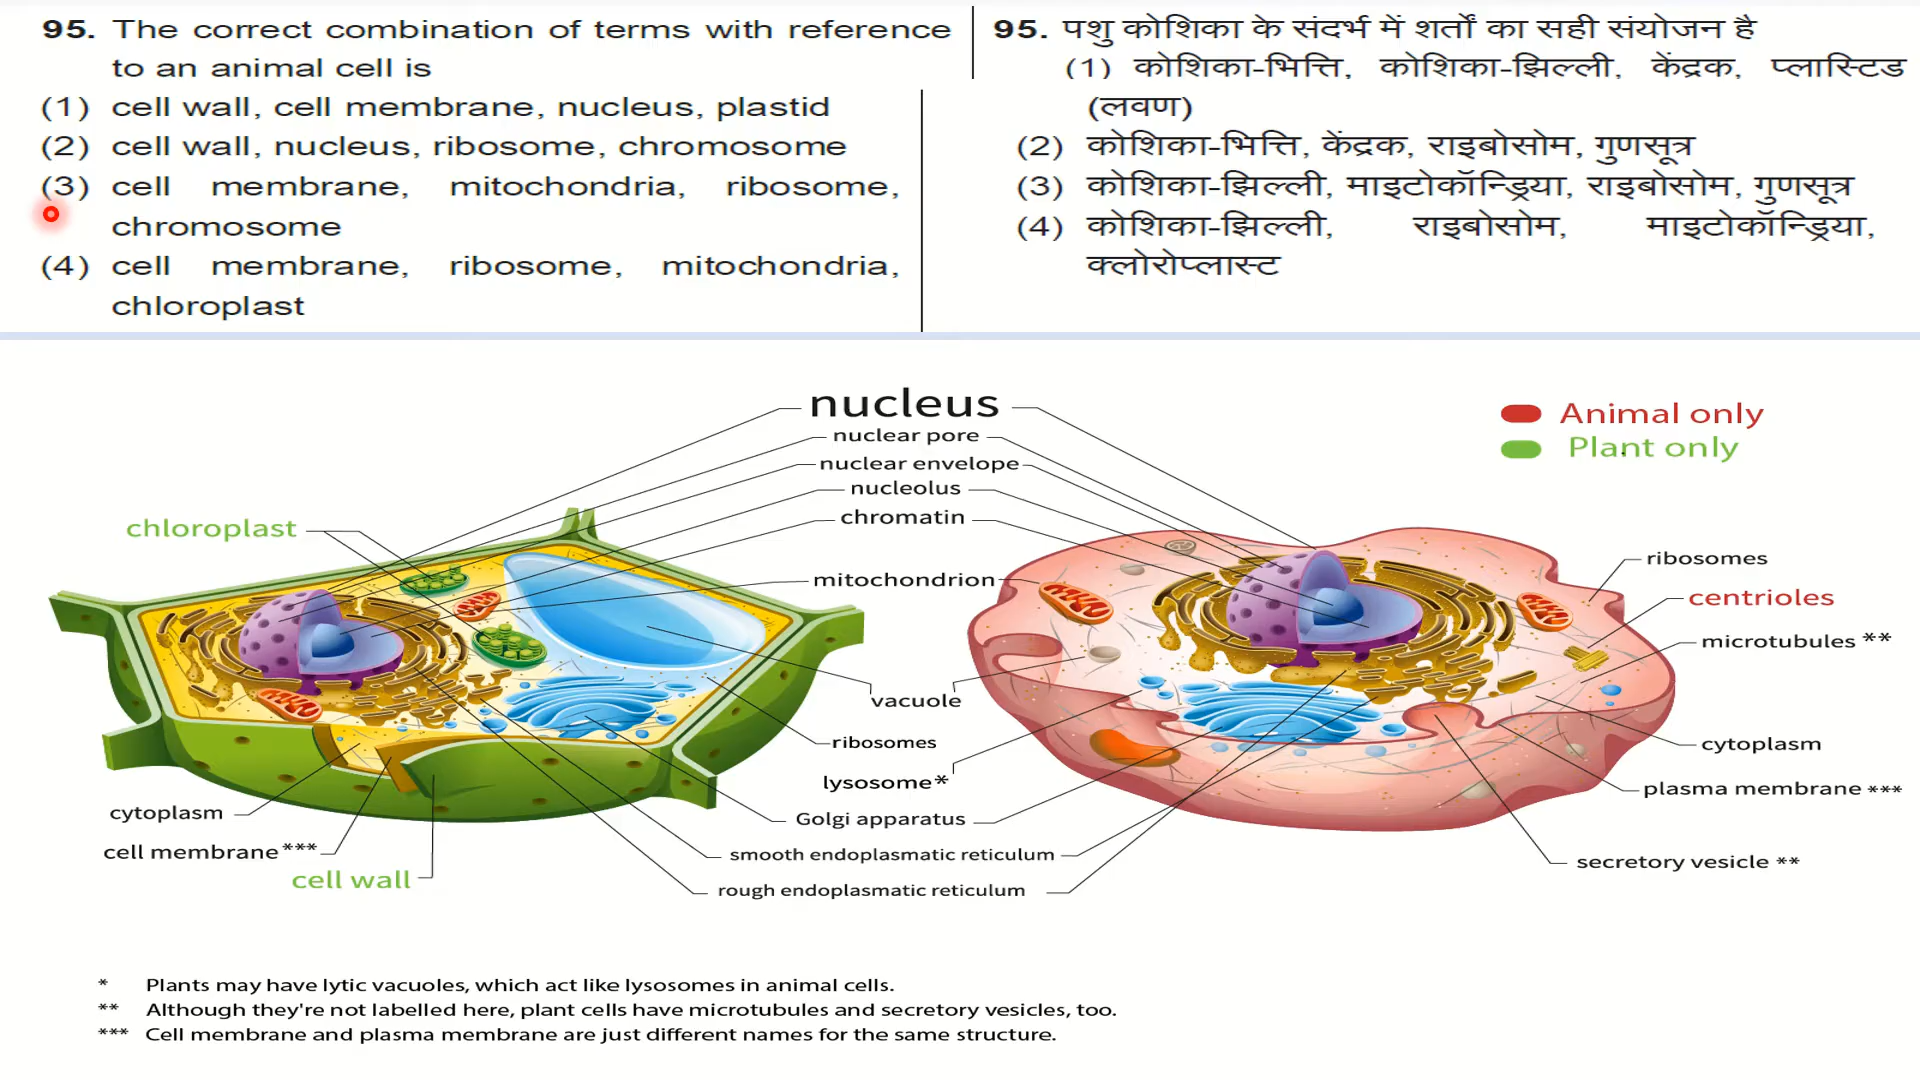 95. The correct combination of terms with reference
to an animal cell is
(1) cell wall, cell membrane, nucleus, plastid
(2) cell wall, nucleus, ribosome, chromosome
(3) cell membrane, mitochondria, ribosome,
chromosome
(4) cell membrane, ribosome, mitochondria,
chloroplast
95. पशु कोशिका के संदर्भ में शर्तों का सही संयोजन है
(1) कोशिका-भित्ति, कोशिका-झिल्ली, केंद्रक, प्लास्टिड
(लवण)
(2) कोशिका-भित्ति, केंद्रक, राइबोसोम, गुणसूत्र
(3) कोशिका-झिल्ली, माइटोकॉन्ड्रिया, राइबोसोम, गुणसूत्र
(4) कोशिका-झिल्ली, राइबोसोम, माइटोकॉन्ड्रिया,
क्लोरोप्लास्ट
nucleus
nuclear pore
nuclear envelope
nucleolus
chromatin
mitochondrion
Animal only
Plant only
chloroplast
vacuole
ribosomes
lysosome*
Golgi apparatus
smooth endoplasmatic reticulum
rough endoplasmatic reticulum
cytoplasm
cell membrane***
cell wall
ribosomes
centrioles
microtubules **
cytoplasm
plasma membrane ***
secretory vesicle **
* Plants may have lytic vacuoles, which act like lysosomes in animal cells.
** Although they're not labelled here, plant cells have microtubules and secretory vesicles, too.
*** Cell membrane and plasma membrane are just different names for the same structure.